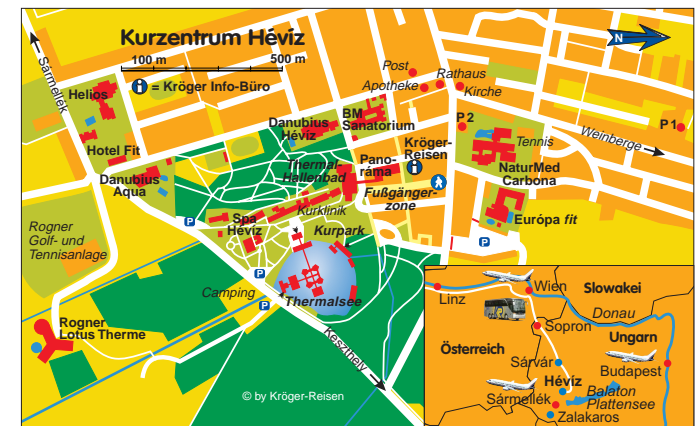 Kurzentrum Hévíz
100 m
500 m
i = Kröger Info-Büro
N
Sármellék
Helios
Hotel Fit
Danubius
Aqua
Rogner
Golf- und
Tennisanlage
Rogner
Lotus Therme
Post
Apotheke
Rathaus
Kirche
BM
Sanatorium
Danubius
Hévíz
Thermal-
Hallenbad
Pano-
ráma
Kröger-
Reisen
i
Fußgänger-
zone
P 2
P 1
Weinberge
Tennis
NaturMed
Carbona
Európa fit
P
P
P
P
Spa
Hévíz
Kurklinik
Kurpark
Camping
Thermalsee
Keszthely
© by Kröger-Reisen
Linz
Wien
Slowakei
Donau
Sopron
Österreich
Ungarn
Sárvár
Budapest
Hévíz
Balaton
Plattensee
Sármellék
Zalakaros